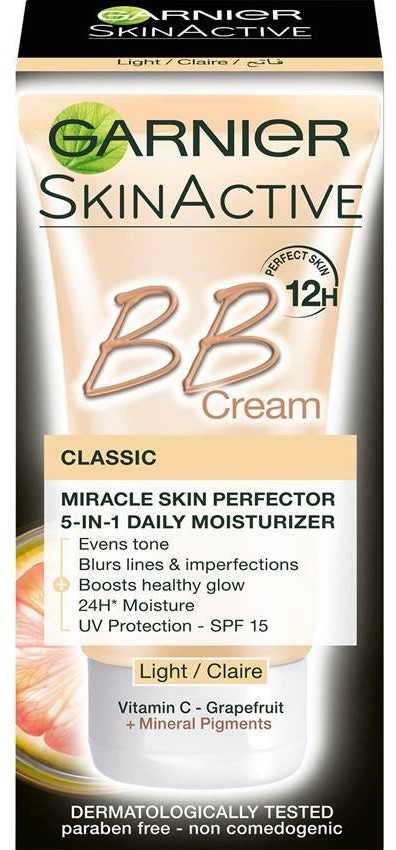 GARNIER
SKINACTIVE
Light / Claire / فاتح
GARNIER
SKINACTIVE
PERFECT SKIN
12H
BB
Cream
CLASSIC
MIRACLE SKIN PERFECTOR
5-IN-1 DAILY MOISTURIZER
Evens tone
Blurs lines & imperfections
+ Boosts healthy glow
24H* Moisture
UV Protection - SPF 15
Light / Claire
Vitamin C - Grapefruit
+ Mineral Pigments
DERMATOLOGICALLY TESTED
paraben free - non comedogenic